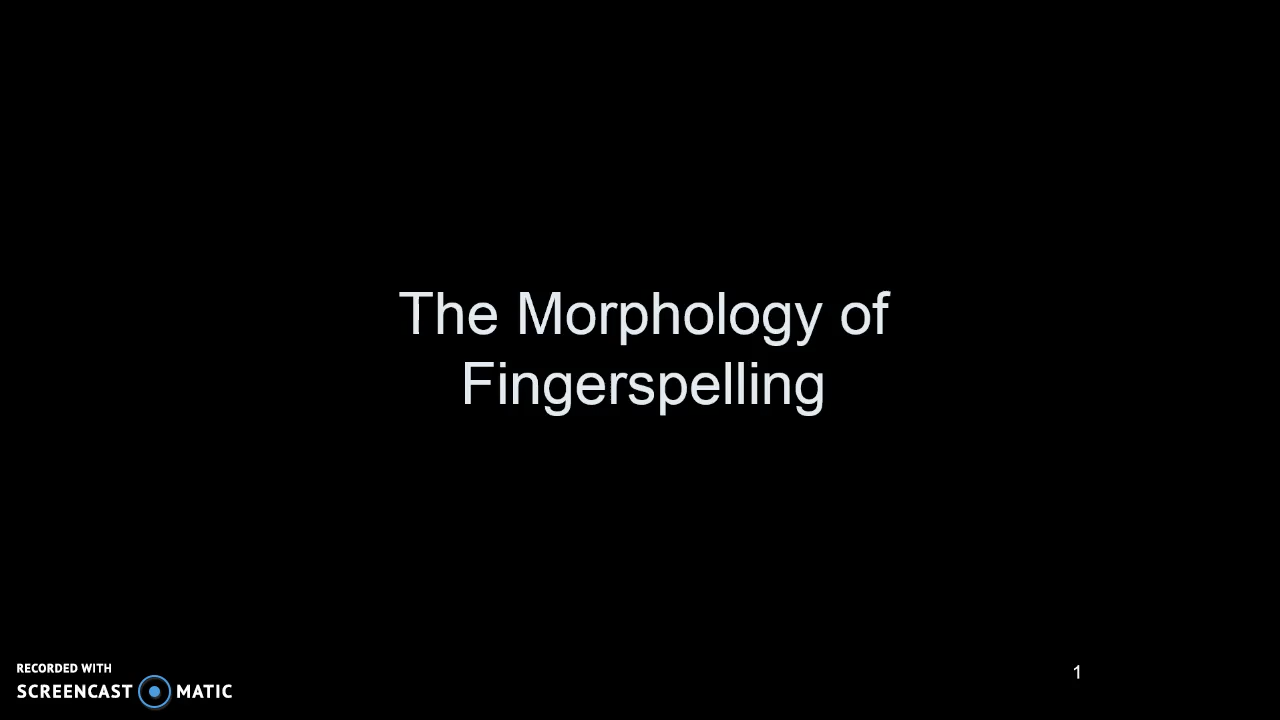 The Morphology of
Fingerspelling
RECORDED WITH
SCREENCAST MATIC
1